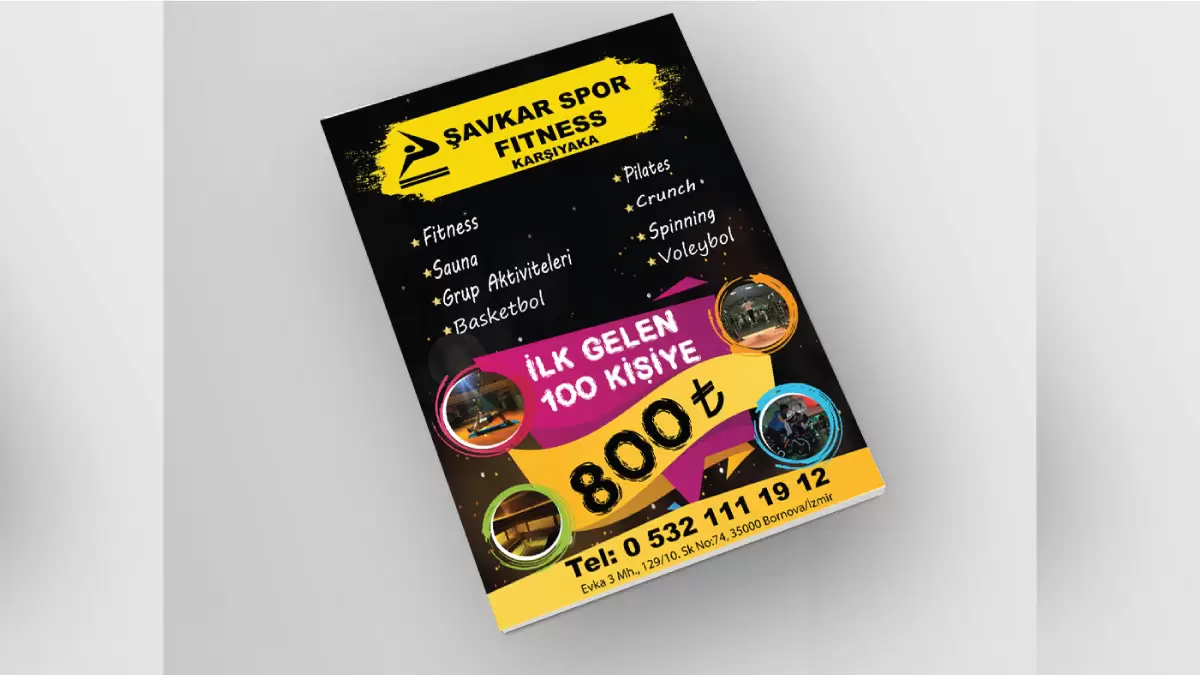 ŞAVKAR SPOR
FITNESS
KARŞIYAKA
Fitness
Sauna
Grup Aktiviteleri
Basketbol
Pilates
Crunch
Spinning
Voleybol
İLK GELEN
100 KİŞİYE
800₺
Tel: 0 532 111 19 12
Evka 3 Mh., 129/10. Sk No:74, 35000 Bornova/İzmir